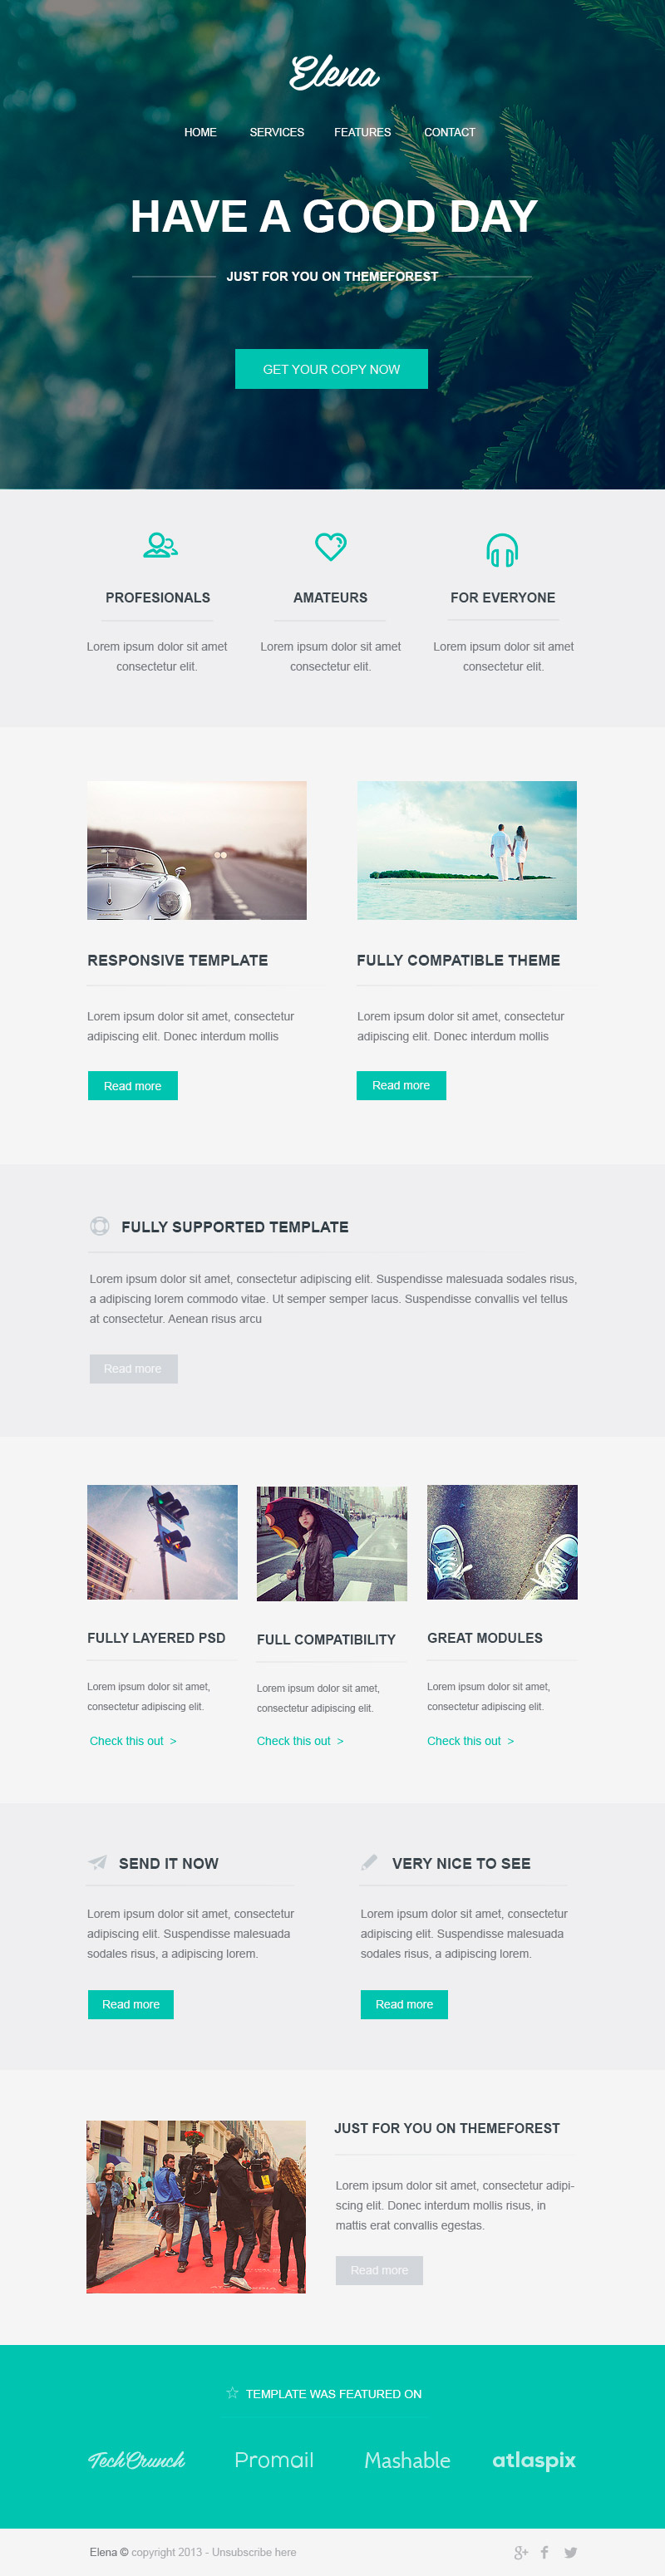 Elena
HOME SERVICES FEATURES CONTACT
HAVE A GOOD DAY
JUST FOR YOU ON THEMEFOREST
GET YOUR COPY NOW
PROFESIONALS
Lorem ipsum dolor sit amet
consectetur elit.
AMATEURS
Lorem ipsum dolor sit amet
consectetur elit.
FOR EVERYONE
Lorem ipsum dolor sit amet
consectetur elit.
RESPONSIVE TEMPLATE
Lorem ipsum dolor sit amet, consectetur
adipiscing elit. Donec interdum mollis
Read more
FULLY COMPATIBLE THEME
Lorem ipsum dolor sit amet, consectetur
adipiscing elit. Donec interdum mollis
Read more
FULLY SUPPORTED TEMPLATE
Lorem ipsum dolor sit amet, consectetur adipiscing elit. Suspendisse malesuada sodales risus,
a adipiscing lorem commodo vitae. Ut semper semper lacus. Suspendisse convallis vel tellus
at consectetur. Aenean risus arcu
Read more
FULLY LAYERED PSD
Lorem ipsum dolor sit amet,
consectetur adipiscing elit.
Check this out >
FULL COMPATIBILITY
Lorem ipsum dolor sit amet,
consectetur adipiscing elit.
Check this out >
GREAT MODULES
Lorem ipsum dolor sit amet,
consectetur adipiscing elit.
Check this out >
SEND IT NOW
Lorem ipsum dolor sit amet, consectetur
adipiscing elit. Suspendisse malesuada
sodales risus, a adipiscing lorem.
Read more
VERY NICE TO SEE
Lorem ipsum dolor sit amet, consectetur
adipiscing elit. Suspendisse malesuada
sodales risus, a adipiscing lorem.
Read more
JUST FOR YOU ON THEMEFOREST
Lorem ipsum dolor sit amet, consectetur adipi-
scing elit. Donec interdum mollis risus, in
mattis erat convallis egestas.
Read more
TEMPLATE WAS FEATURED ON
TechCrunch Promail Mashable atlaspix
Elena © copyright 2013 - Unsubscribe here